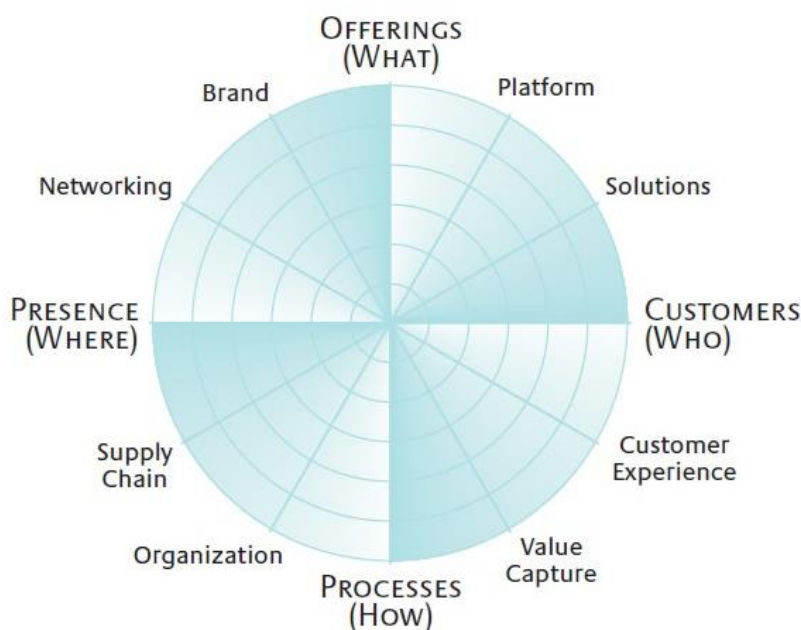 OFFERINGS
(WHAT)
Brand
Platform
Networking
Solutions
PRESENCE
(WHERE)
CUSTOMERS
(WHO)
Supply
Chain
Customer
Experience
Organization
Value
Capture
PROCESSES
(HOW)